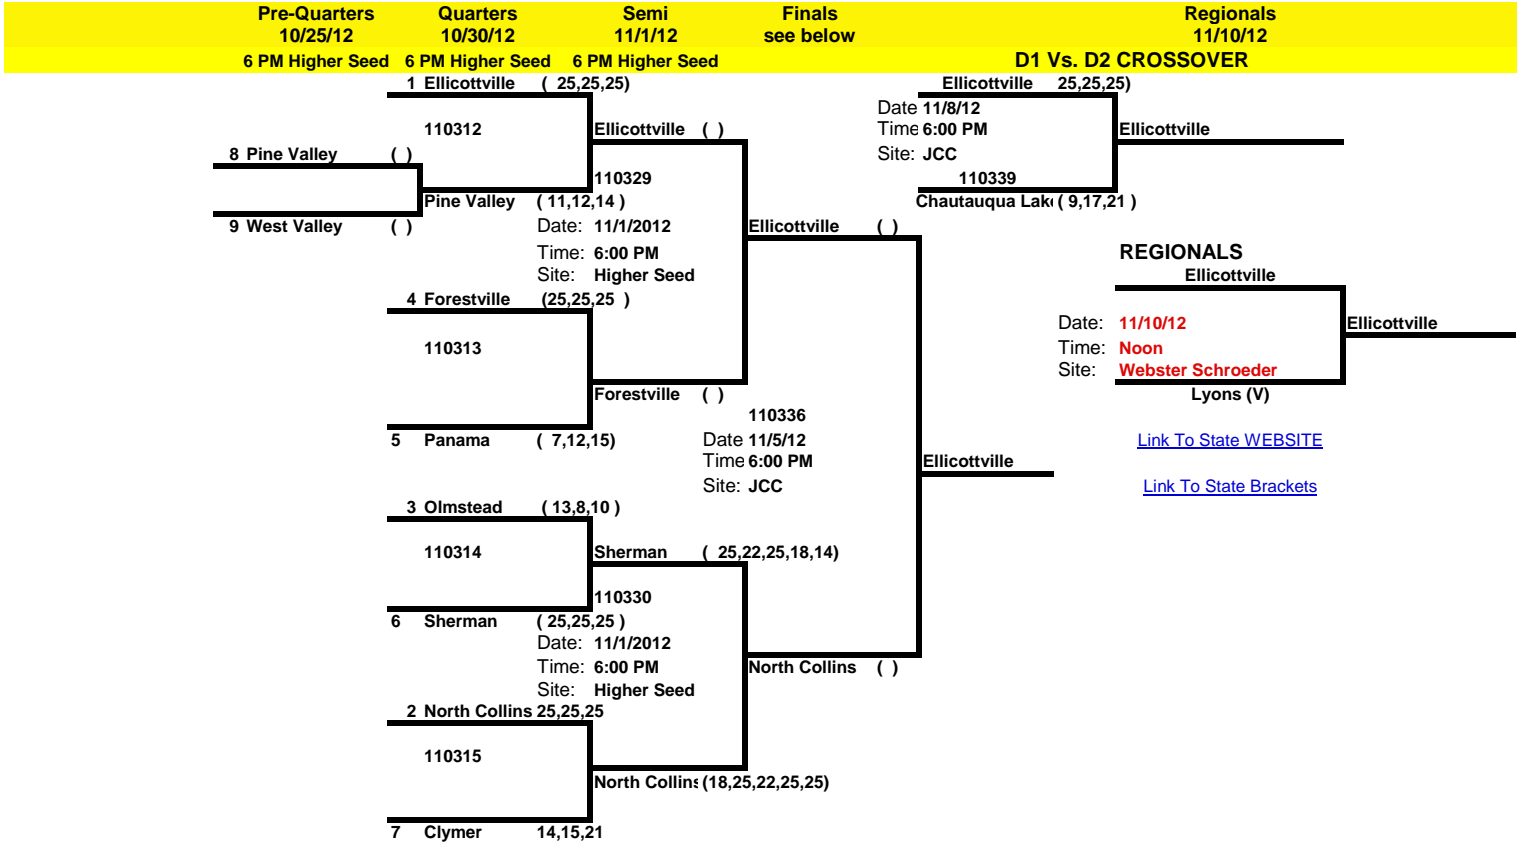 Pre-Quarters Quarters Semi Finals Regionals
10/25/12 10/30/12 11/1/12 see below 11/10/12
6 PM Higher Seed 6 PM Higher Seed 6 PM Higher Seed D1 Vs. D2 CROSSOVER
1 Ellicottville ( 25,25,25) Ellicottville 25,25,25)
Date 11/8/12
110312 Ellicottville ( ) Time 6:00 PM Ellicottville
8 Pine Valley ( ) Site: JCC
110329 110339
Pine Valley ( 11,12,14 ) Chautauqua Lak ( 9,17,21 )
9 West Valley ( ) Date: 11/1/2012 Ellicottville ( )
Time: 6:00 PM REGIONALS
Site: Higher Seed Ellicottville
4 Forestville (25,25,25 )
Date: 11/10/12 Ellicottville
110313 Time: Noon
Site: Webster Schroeder
Forestville ( ) Lyons (V)
110336
5 Panama ( 7,12,15) Date 11/5/12 Link To State WEBSITE
Time 6:00 PM Ellicottville
Site: JCC Link To State Brackets
3 Olmstead ( 13,8,10 )
110314 Sherman ( 25,22,25,18,14)
110330
6 Sherman ( 25,25,25 )
Date: 11/1/2012
Time: 6:00 PM North Collins ( )
Site: Higher Seed
2 North Collins 25,25,25
110315
North Collins (18,25,22,25,25)
7 Clymer 14,15,21